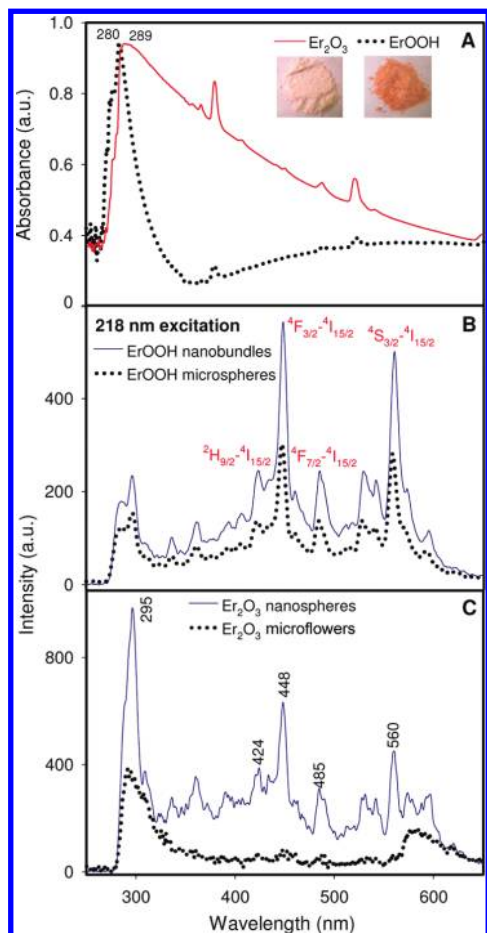 280 289
Er₂O₃ ErOOH A
1.0
0.8
0.6
0.4
0
Absorbance (a.u.)
218 nm excitation B
ErOOH nanobundles
ErOOH microspheres
⁴F₃/₂-⁴I₁₅/₂
⁴S₃/₂-⁴I₁₅/₂
²H₉/₂-⁴I₁₅/₂
⁴F₇/₂-⁴I₁₅/₂
400
200
100
0
Intensity (a.u.)
Er₂O₃ nanospheres C
Er₂O₃ microflowers
295
424
448
485
560
800
400
0
300 400 500 600
Wavelength (nm)